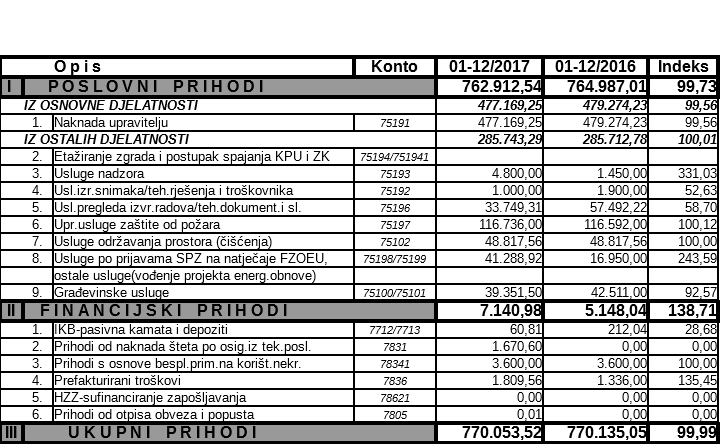 Opis Konto 01-12/2017 01-12/2016 Indeks
I POSLOVNI PRIHODI 762.912,54 764.987,01 99,73
IZ OSNOVNE DJELATNOSTI 477.169,25 479.274,23 99,56
1. Naknada upravitelju 75191 477.169,25 479.274,23 99,56
IZ OSTALIH DJELATNOSTI 285.743,29 285.712,78 100,01
2. Etažiranje zgrada i postupak spajanja KPU i ZK 75194/751941
3. Usluge nadzora 75193 4.800,00 1.450,00 331,03
4. Usl.izr.snimaka/teh.rješenja i troškovnika 75192 1.000,00 1.900,00 52,63
5. Usl.pregleda izvr.radova/teh.dokument.i sl. 75196 33.749,31 57.492,22 58,70
6. Upr.usluge zaštite od požara 75197 116.736,00 116.592,00 100,12
7. Usluge održavanja prostora (čišćenja) 75102 48.817,56 48.817,56 100,00
8. Usluge po prijavama SPZ na natječaje FZOEU, 75198/75199 41.288,92 16.950,00 243,59
ostale usluge(vođenje projekta energ.obnove)
9. Građevinske usluge 75100/75101 39.351,50 42.511,00 92,57
II FINANCIJSKI PRIHODI 7.140,98 5.148,04 138,71
1. IKB-pasivna kamata i depoziti 7712/7713 60,81 212,04 28,68
2. Prihodi od naknada šteta po osig.iz tek.posl. 7831 1.670,60 0,00 0,00
3. Prihodi s osnove bespl.prim.na korišt.nekr. 78341 3.600,00 3.600,00 100,00
4. Prefakturirani troškovi 7836 1.809,56 1.336,00 135,45
5. HZZ-sufinanciranje zapošljavanja 78621 0,00 0,00 0,00
6. Prihodi od otpisa obveza i popusta 7805 0,01 0,00 0,00
III UKUPNI PRIHODI 770.053,52 770.135,05 99,99